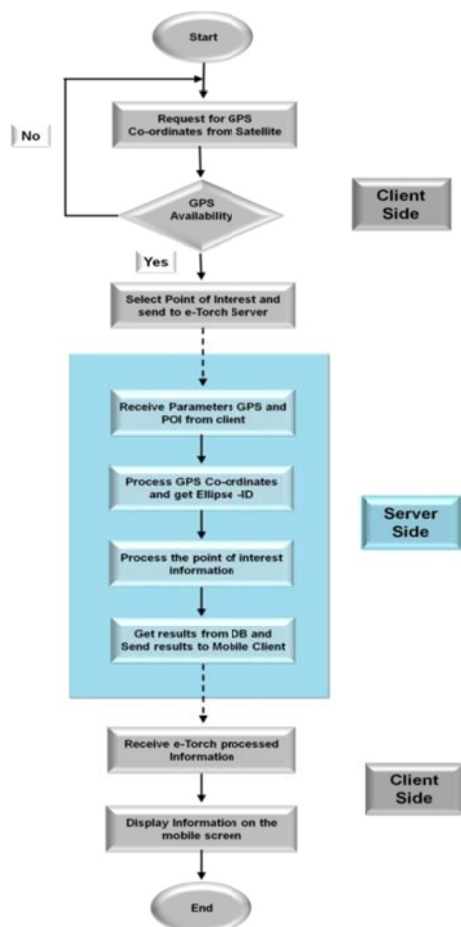 Start
Request for GPS
Co-ordinates from Satellite
No
GPS
Availability
Client
Side
Yes
Select Point of Interest and
send to e-Torch Server
Receive Parameters GPS and
POI from client
Process GPS Co-ordinates
and get Ellipse -ID
Server
Side
Process the point of interest
information
Get results from DB and
Send results to Mobile Client
Receive e-Torch processed
Information
Client
Side
Display Information on the
mobile screen
End